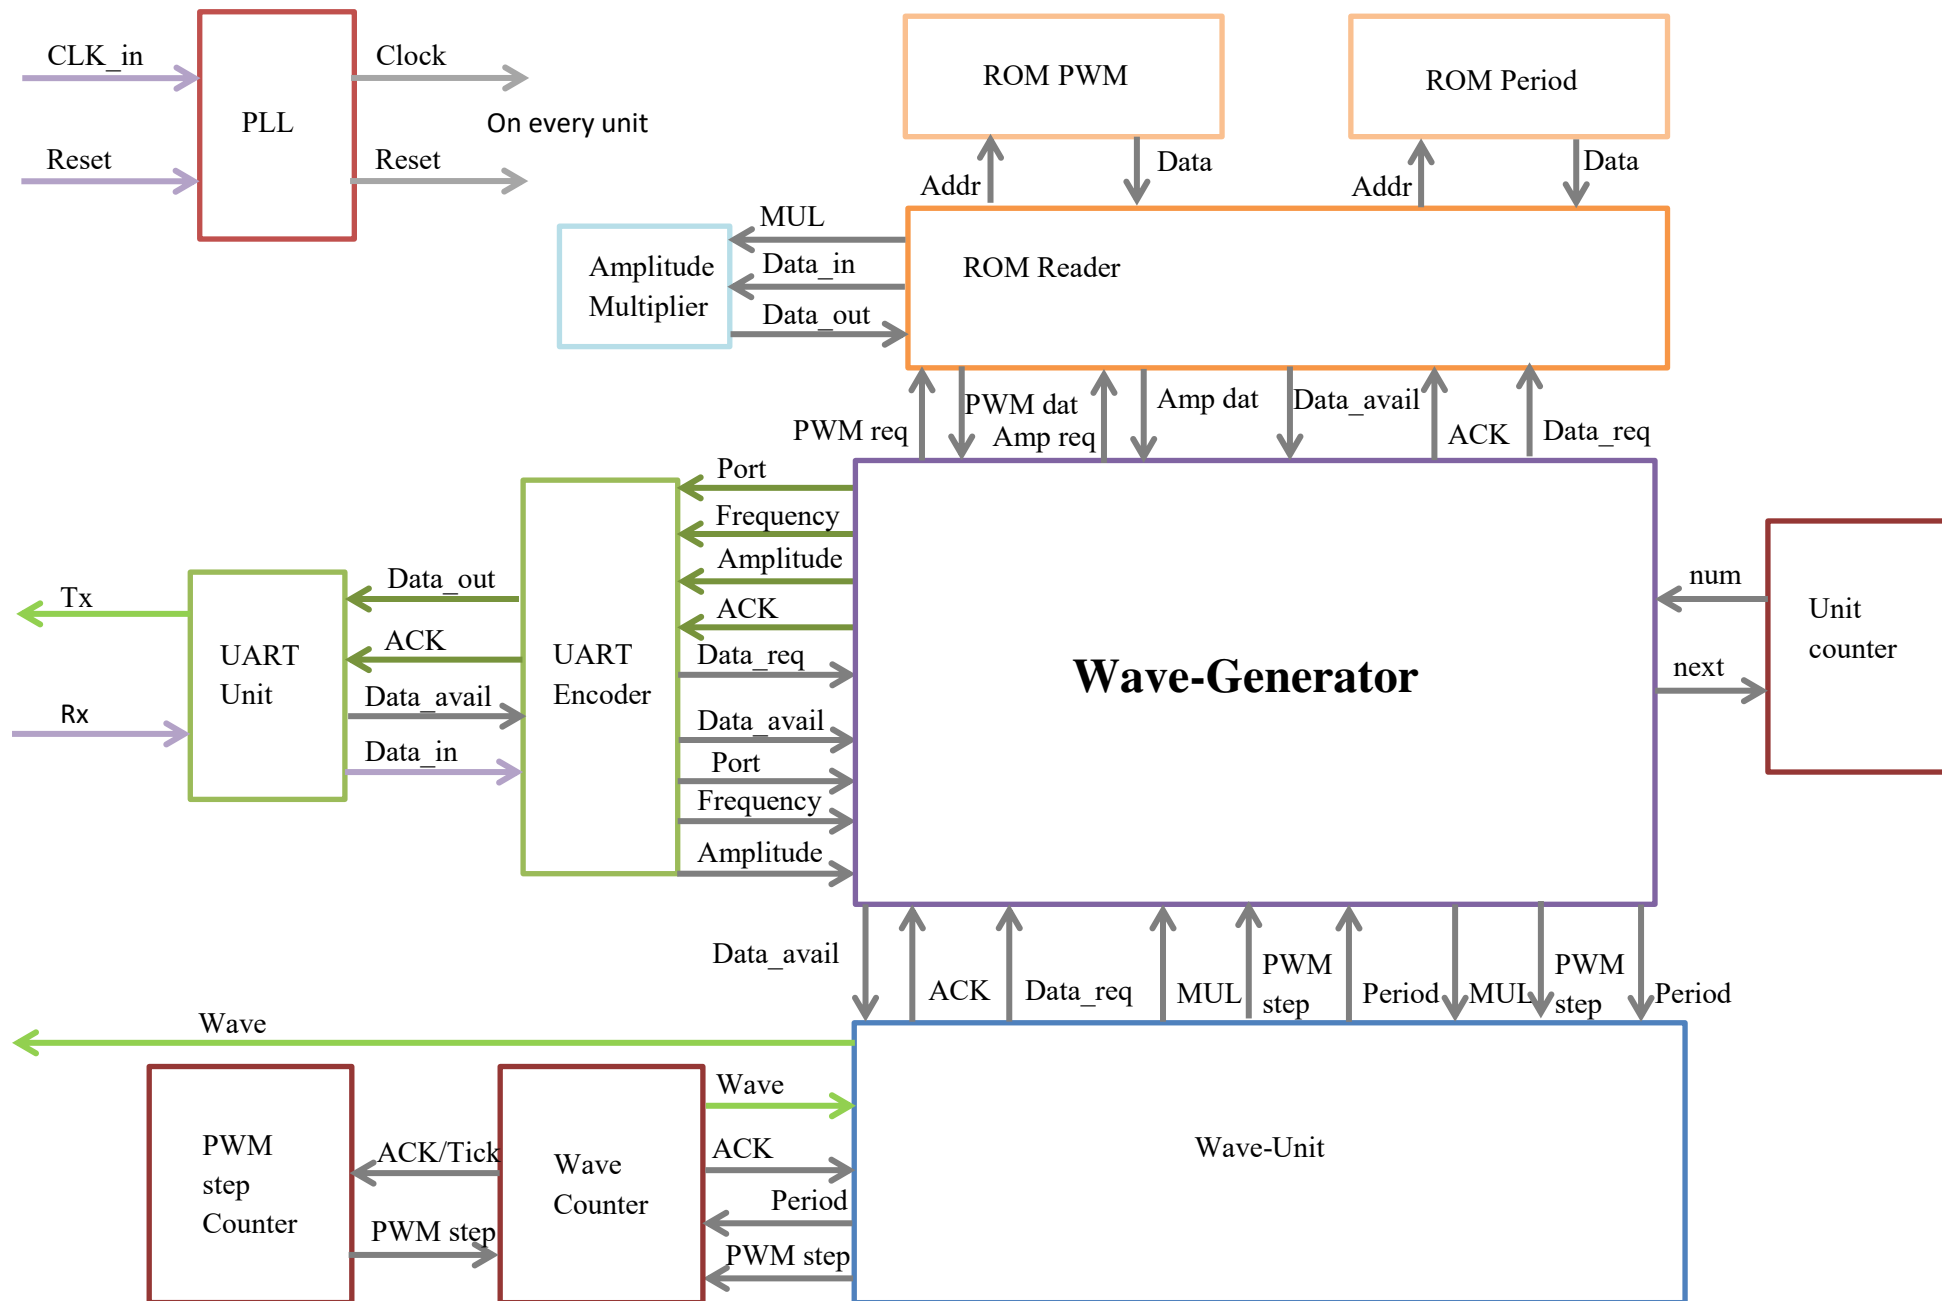 CLK_in
Clock
PLL
On every unit
Reset
Reset
ROM PWM
ROM Period
Addr
Data
Addr
Data
MUL
Data_in
Data_out
Amplitude
Multiplier
ROM Reader
PWM req
PWM dat
Amp req
Amp dat
Data_avail
ACK
Data_req
Port
Frequency
Amplitude
ACK
Data_req
Data_avail
Port
Frequency
Amplitude
Tx
Rx
UART
Unit
Data_out
ACK
Data_avail
Data_in
UART
Encoder
Wave-Generator
num
next
Unit
counter
Data_avail
ACK
Data_req
MUL
PWM
step
Period
MUL
PWM
step
Period
Wave
Wave
ACK
Period
PWM step
PWM
step
Counter
ACK/Tick
PWM step
Wave
Counter
Wave-Unit